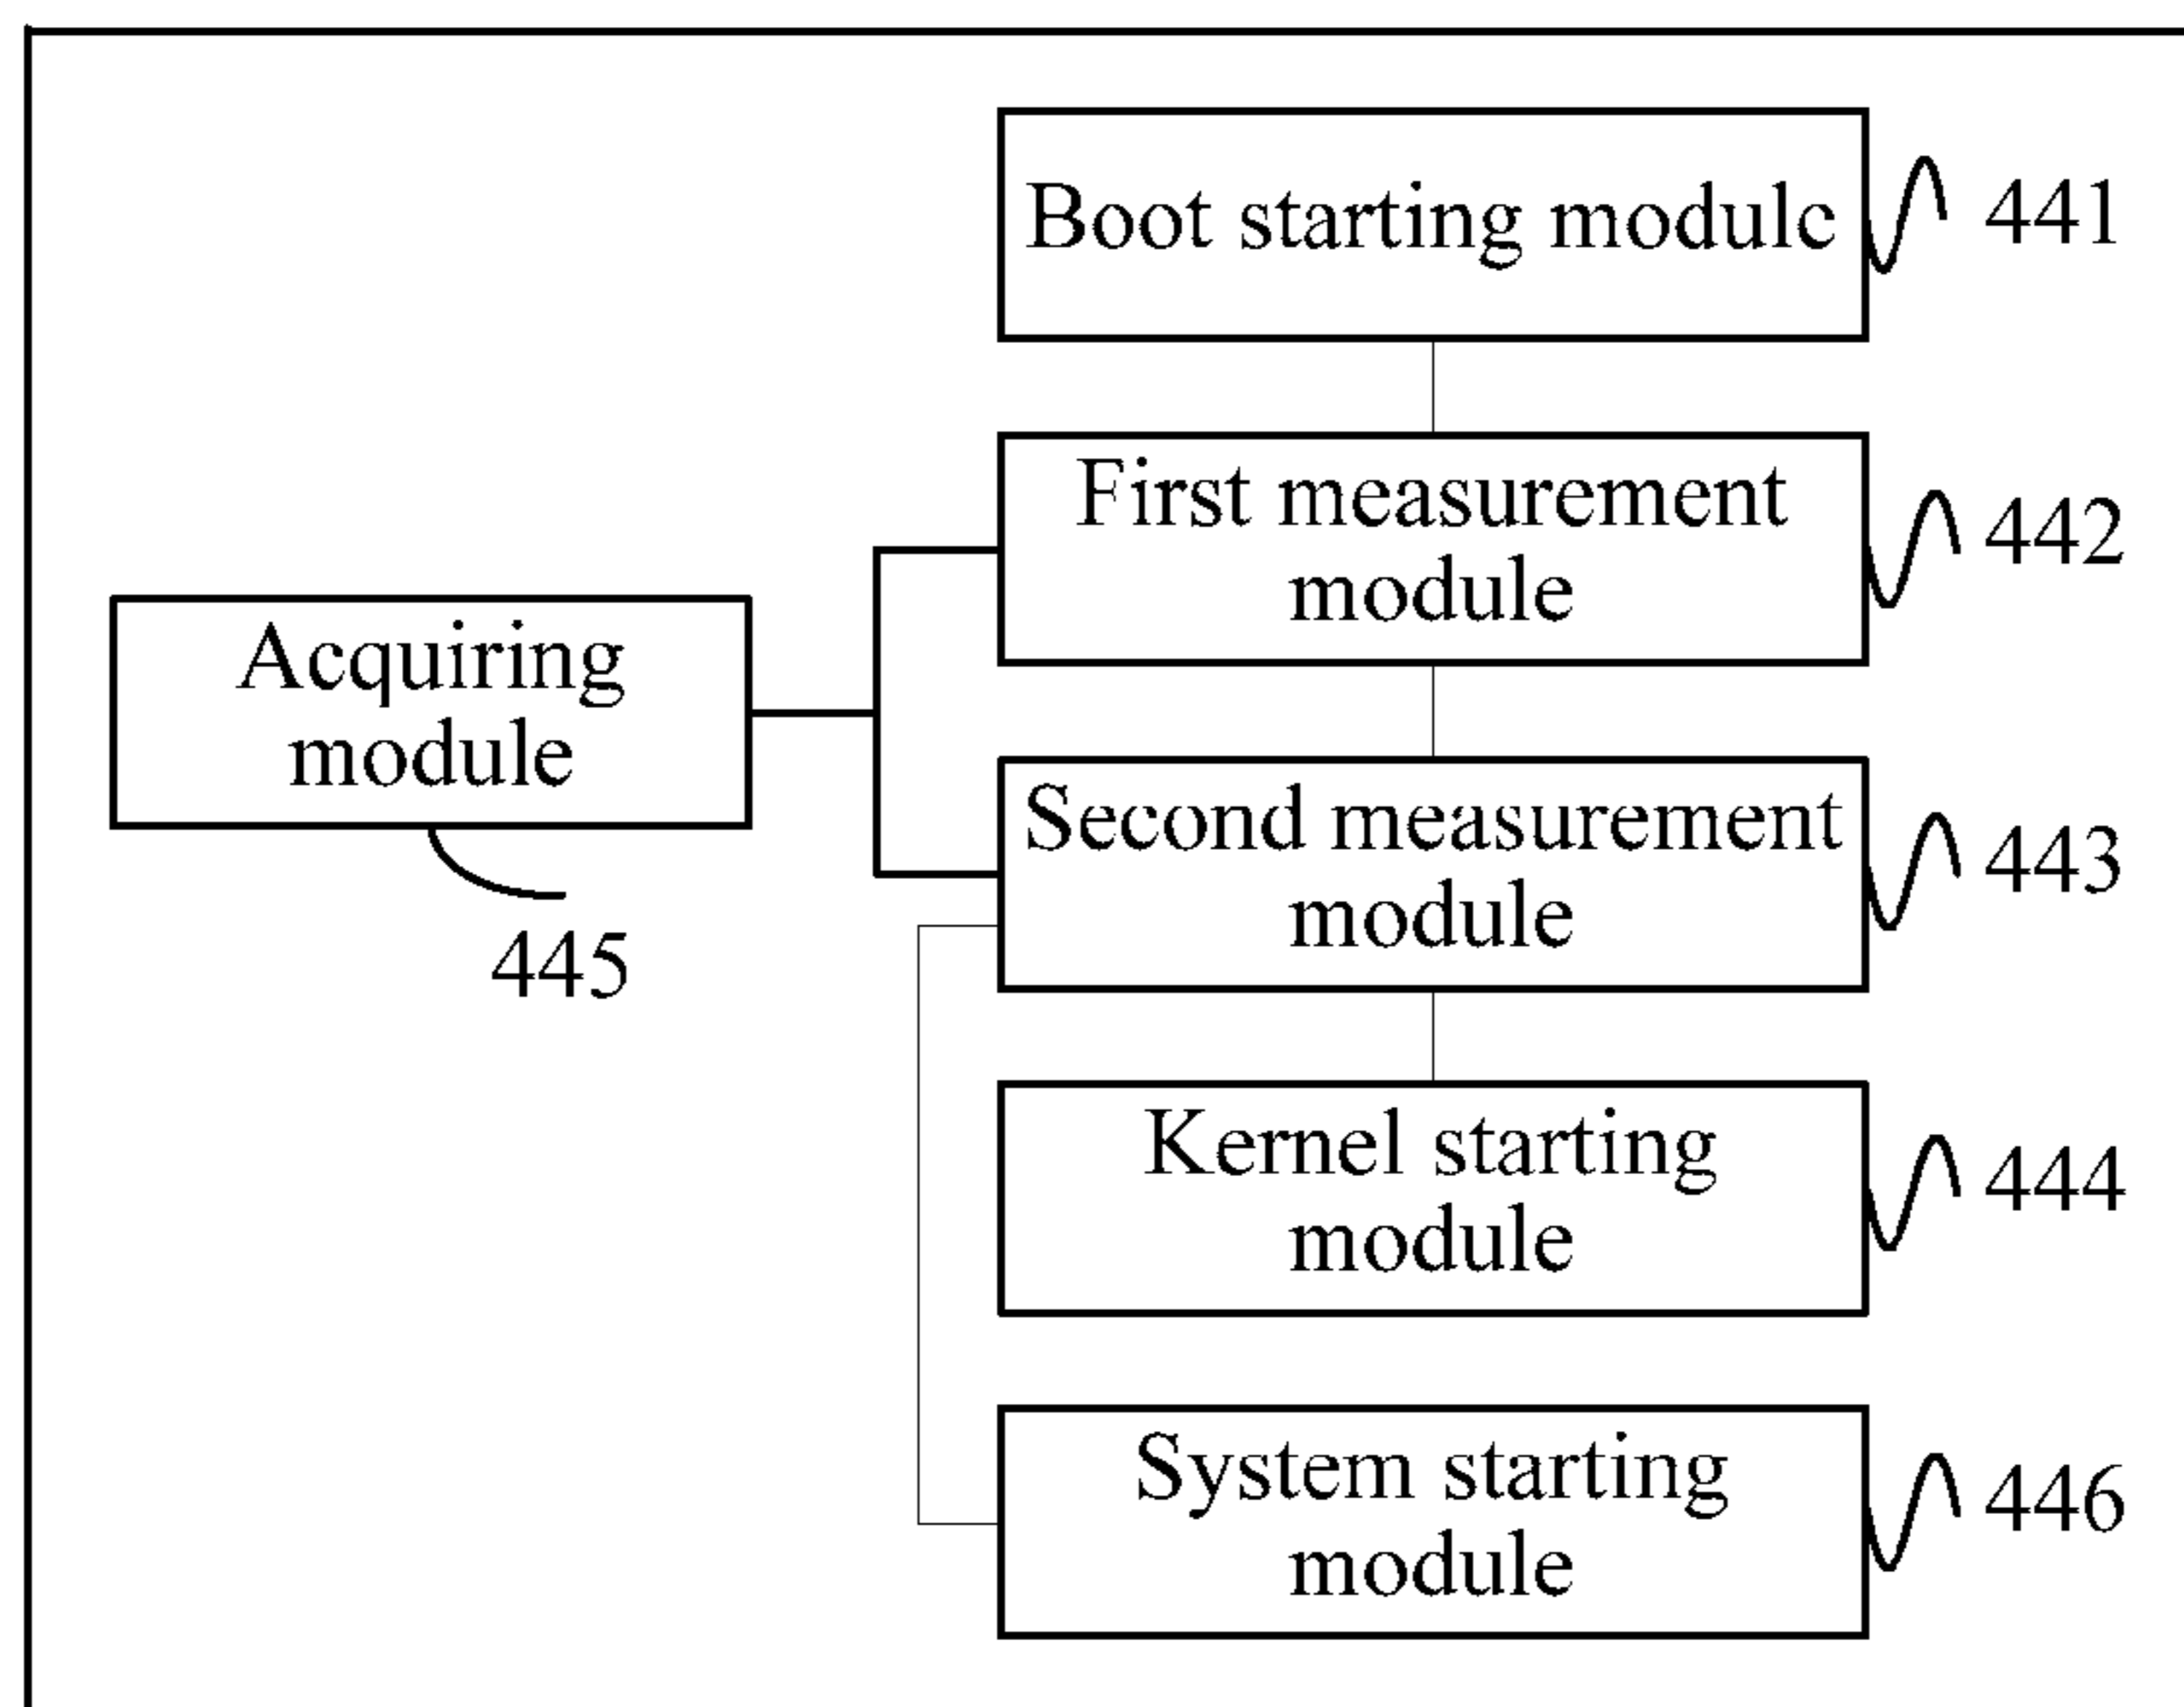 Boot starting module
441
First measurement
module
442
Acquiring
module
445
Second measurement
module
443
Kernel starting
module
444
System starting
module
446